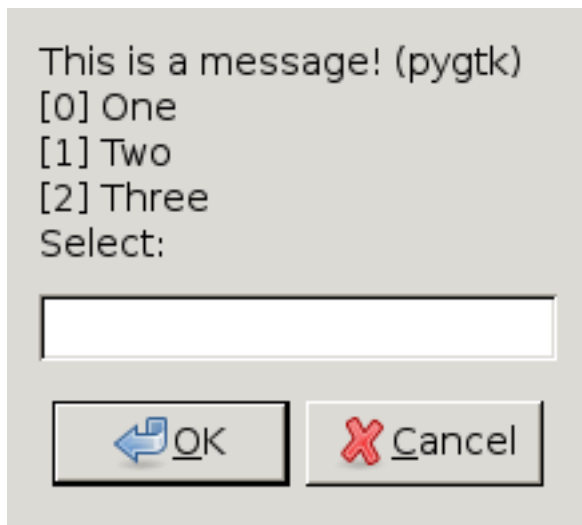 This is a message! (pygtk)
[0] One
[1] Two
[2] Three
Select:
OK
Cancel